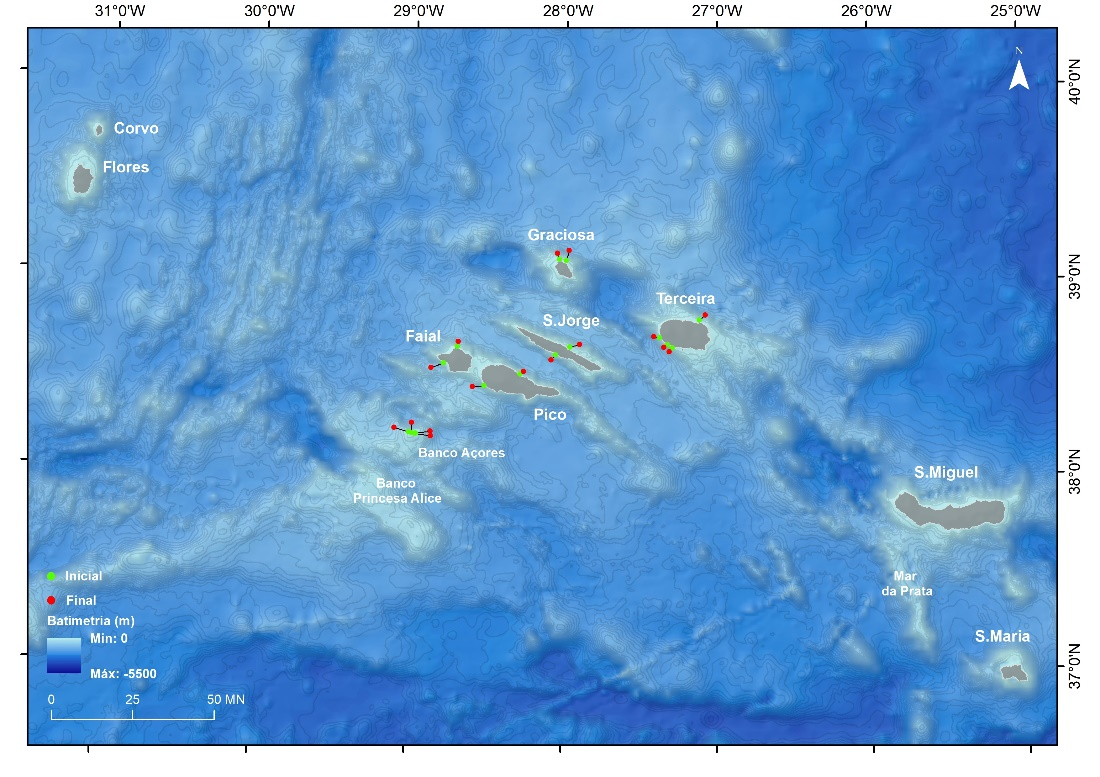 31°0'W 30°0'W 29°0'W 28°0'W 27°0'W 26°0'W 25°0'W
N
40°0'N
Corvo
Flores
Graciosa
39°0'N
Terceira
S.Jorge
Faial
Pico
Banco Açores
38°0'N
S.Miguel
Banco
Princesa Alice
Mar
da Prata
Inicial
Final
Batimetria (m)
Min: 0
Máx: -5500
S.Maria
37°0'N
0 25 50 MN